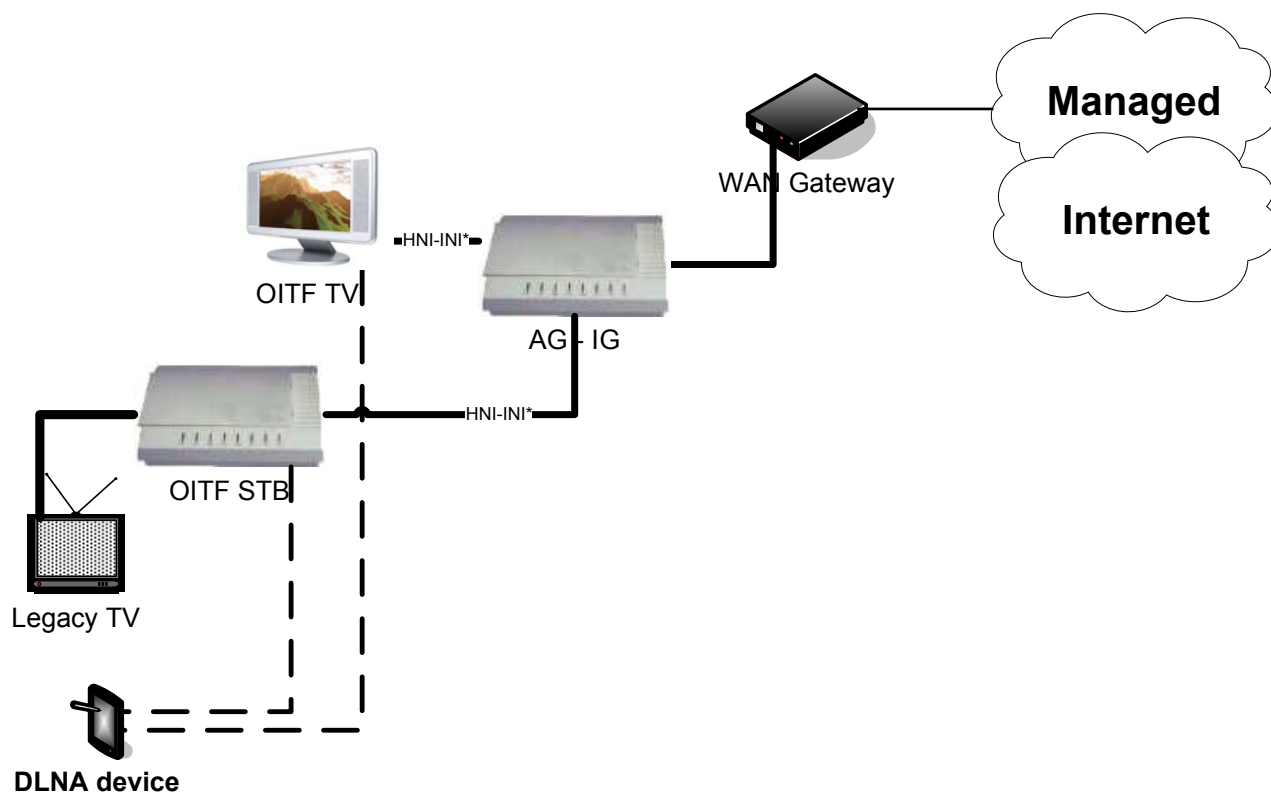 Managed
Internet
WAN Gateway
HNI-INI*
OITF TV
AG - IG
HNI-INI*
OITF STB
Legacy TV
DLNA device